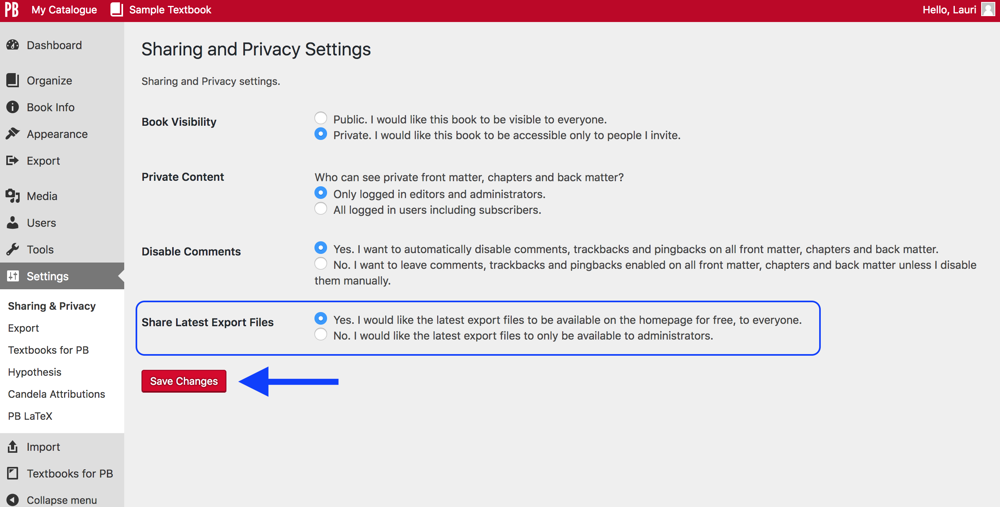 PB My Catalogue Sample Textbook Hello, Lauri
Dashboard
Organize
Book Info
Appearance
Export
Media
Users
Tools
Settings
Sharing & Privacy
Export
Textbooks for PB
Hypothesis
Candela Attributions
PB LaTeX
Import
Textbooks for PB
Collapse menu
Sharing and Privacy Settings
Sharing and Privacy settings.
Book Visibility
Public. I would like this book to be visible to everyone.
Private. I would like this book to be accessible only to people I invite.
Private Content
Who can see private front matter, chapters and back matter?
Only logged in editors and administrators.
All logged in users including subscribers.
Disable Comments
Yes. I want to automatically disable comments, trackbacks and pingbacks on all front matter, chapters and back matter.
No. I want to leave comments, trackbacks and pingbacks enabled on all front matter, chapters and back matter unless I disable
them manually.
Share Latest Export Files
Yes. I would like the latest export files to be available on the homepage for free, to everyone.
No. I would like the latest export files to only be available to administrators.
Save Changes